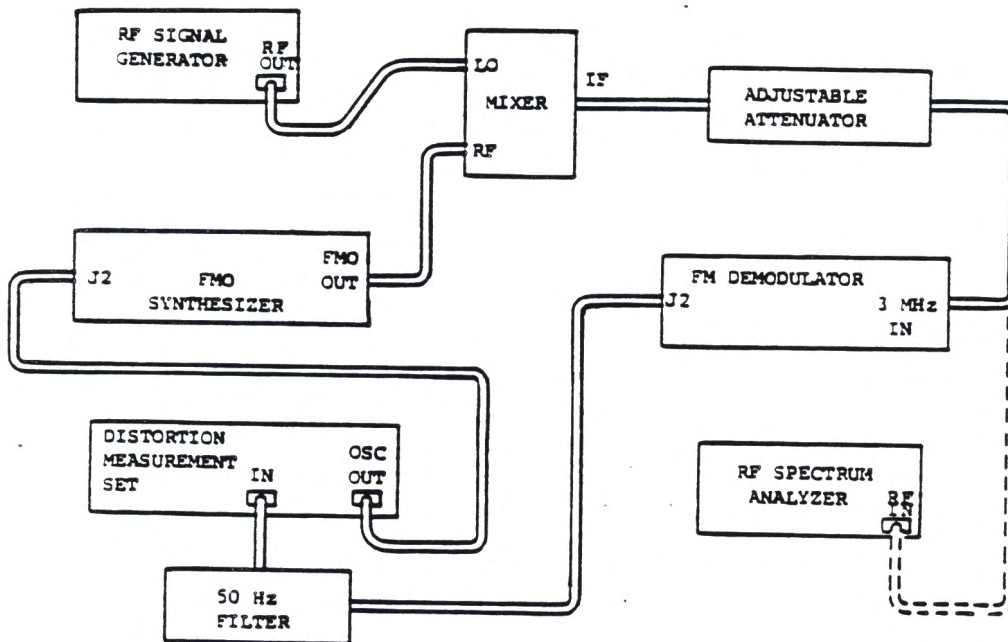 RF SIGNAL
GENERATOR
RF
OUT
LO
MIXER
RF
IF
ADJUSTABLE
ATTENUATOR
J2
FMO
SYNTHESIZER
FMO
OUT
FM DEMODULATOR
J2
3 MHz
IN
DISTORTION
MEASUREMENT
SET
IN
OSC
OUT
RF SPECTRUM
ANALYZER
RF
IN
50 Hz
FILTER